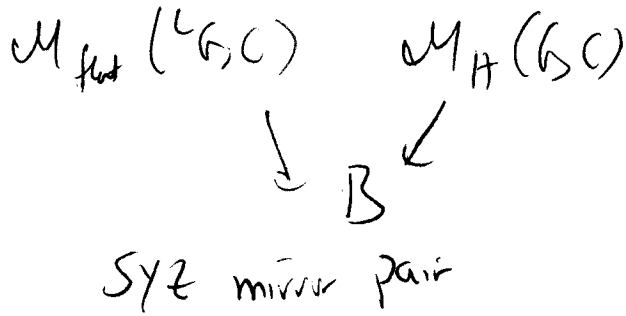 M_flat (^LG, C) M_H (G, C)
B
SYZ mirror pair